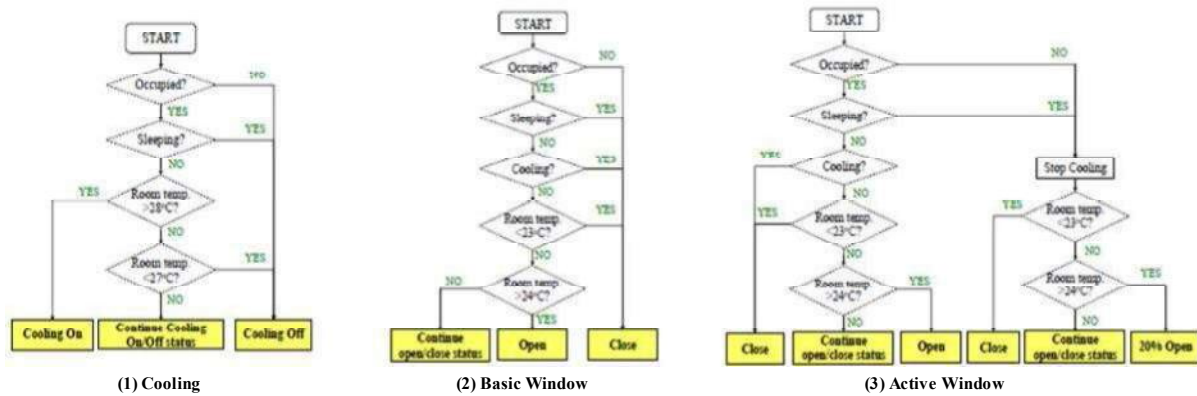 START
Occupied?
NO
YES
Sleeping?
YES
NO
YES
Room temp.
>28°C?
NO
Room temp.
<27°C?
YES
NO
Cooling On
Continue Cooling
On/Off status
Cooling Off
(1) Cooling
START
Occupied?
NO
YES
Sleeping?
YES
NO
Cooling?
YES
NO
Room temp.
<23°C?
YES
NO
NO
Room temp.
>24°C?
YES
Continue
open/close status
Open
Close
(2) Basic Window
START
Occupied?
NO
YES
Sleeping?
YES
NO
YES
Cooling?
NO
YES
Room temp.
<23°C?
NO
Room temp.
>24°C?
YES
NO
Close
Continue
open/close status
Open
Stop Cooling
YES
Room temp.
<23°C?
NO
Room temp.
>24°C?
YES
NO
Close
Continue
open/close status
20% Open
(3) Active Window